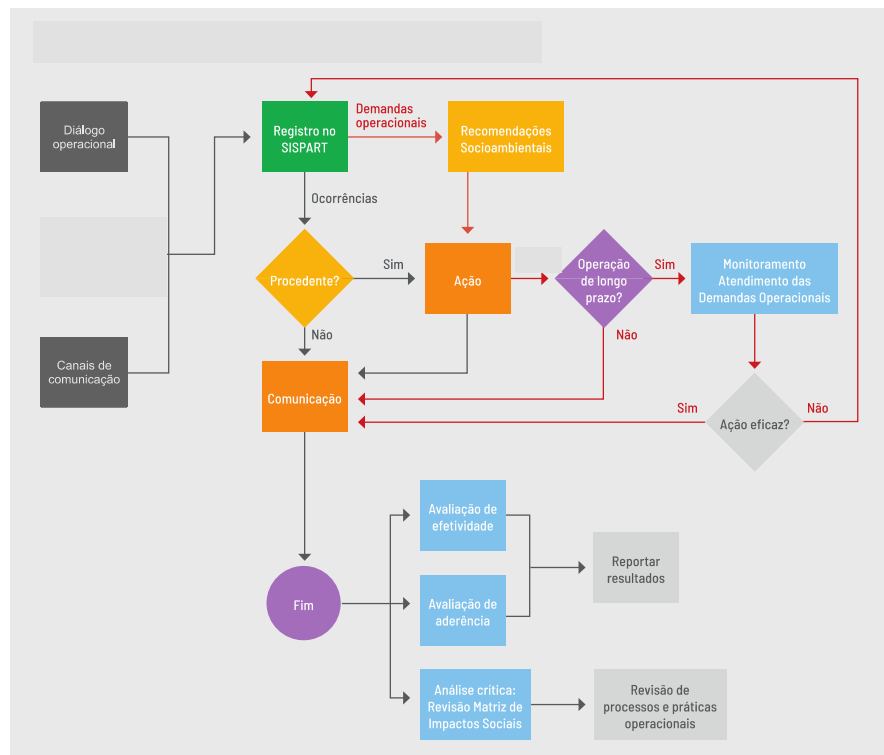 Diálogo
operacional
Registro no
SISPART
Demandas
operacionais
Recomendações
Socioambientais
Ocorrências
Procedente?
Sim
Ação
Operação
de longo
prazo?
Sim
Monitoramento
Atendimento das
Demandas Operacionais
Não
Não
Canais de
comunicação
Comunicação
Sim
Ação eficaz?
Não
Avaliação de
efetividade
Reportar
resultados
Fim
Avaliação de
aderência
Análise crítica:
Revisão Matriz de
Impactos Sociais
Revisão de
processos e práticas
operacionais